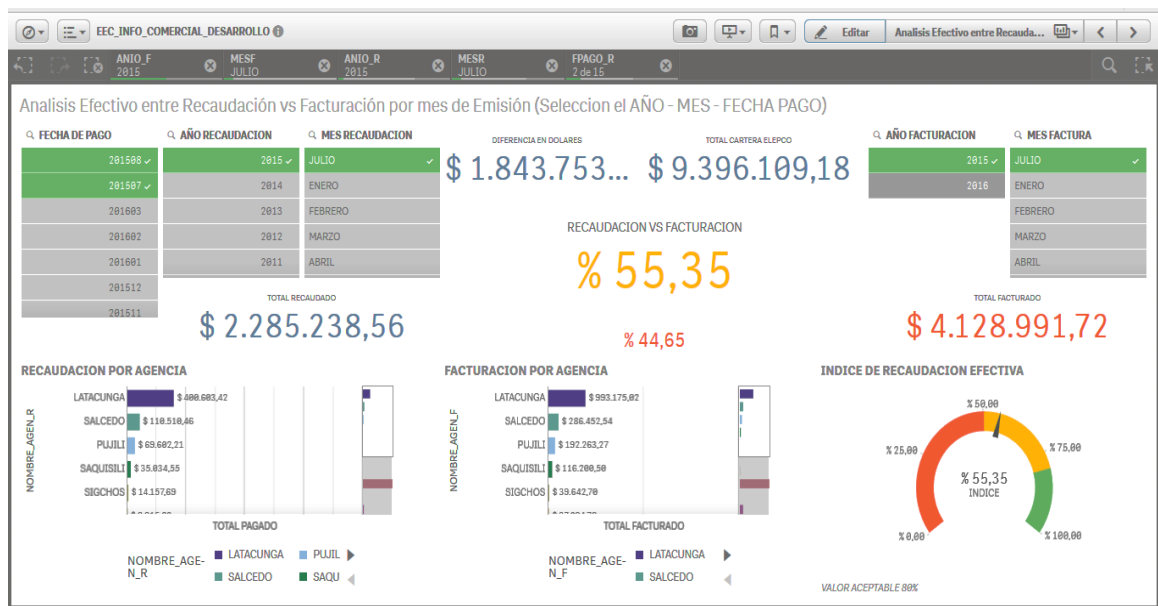 EEC_INFO_COMERCIAL_DESARROLLO
Editar
Analisis Efectivo entre Recauda...
ANIO_F
2015
MESF
JULIO
ANIO_R
2015
MESR
JULIO
FPAGO_R
2 de 15
Analisis Efectivo entre Recaudación vs Facturación por mes de Emisión (Seleccion el AÑO - MES - FECHA PAGO)
FECHA DE PAGO
201508
201507
201603
201602
201601
201512
201511
AÑO RECAUDACION
2015
2014
2013
2012
2011
MES RECAUDACION
JULIO
ENERO
FEBRERO
MARZO
ABRIL
DIFERENCIA EN DOLARES
$ 1.843.753...
TOTAL CARTERA ELEPCO
$ 9.396.109,18
AÑO FACTURACION
2015
2016
MES FACTURA
JULIO
ENERO
FEBRERO
MARZO
ABRIL
RECAUDACION VS FACTURACION
% 55,35
% 44,65
TOTAL RECAUDADO
$ 2.285.238,56
TOTAL FACTURADO
$ 4.128.991,72
RECAUDACION POR AGENCIA
NOMBRE_AGEN_R
LATACUNGA $ 400.603,42
SALCEDO $ 110.510,46
PUJILI $ 69.602,21
SAQUISILI $ 35.034,55
SIGCHOS $ 14.157,69
TOTAL PAGADO
NOMBRE_AGE-
N_R
LATACUNGA
PUJIL
SALCEDO
SAQU
FACTURACION POR AGENCIA
NOMBRE_AGEN_F
LATACUNGA $ 993.175,02
SALCEDO $ 286.452,54
PUJILI $ 192.263,27
SAQUISILI $ 116.200,50
SIGCHOS $ 39.642,70
TOTAL FACTURADO
NOMBRE_AGE-
N_F
LATACUNGA
SALCEDO
INDICE DE RECAUDACION EFECTIVA
% 50,00
% 25,00
% 75,00
% 55,35
INDICE
% 0,00
% 100,00
VALOR ACEPTABLE 80%